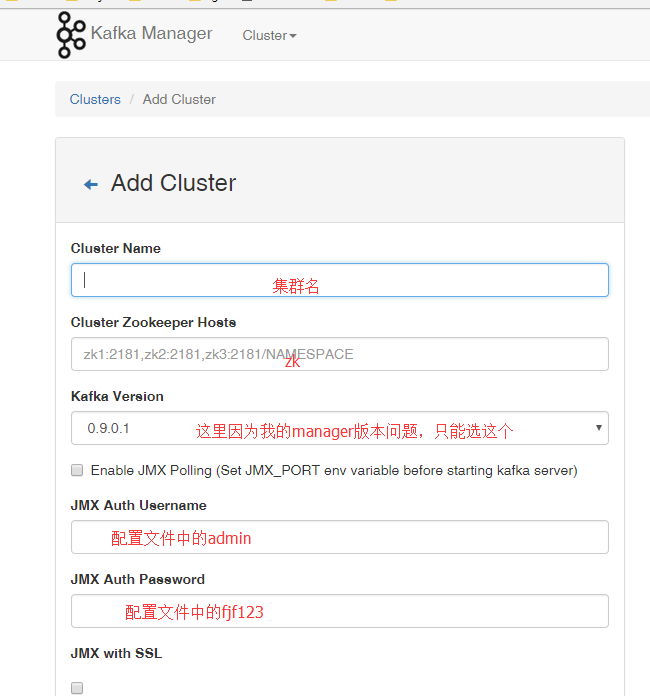 Kafka Manager Cluster
Clusters / Add Cluster
Add Cluster
Cluster Name
集群名
Cluster Zookeeper Hosts
zk1:2181,zk2:2181,zk3:2181/NAMESPACE
zk
Kafka Version
0.9.0.1 这里因为我的manager版本问题，只能选这个
Enable JMX Polling (Set JMX_PORT env variable before starting kafka server)
JMX Auth Username
配置文件中的admin
JMX Auth Password
配置文件中的fjf123
JMX with SSL